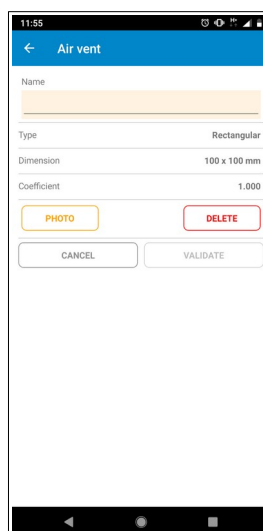 11:55
Air vent
Name
Type Rectangular
Dimension 100 x 100 mm
Coefficient 1.000
PHOTO DELETE
CANCEL VALIDATE